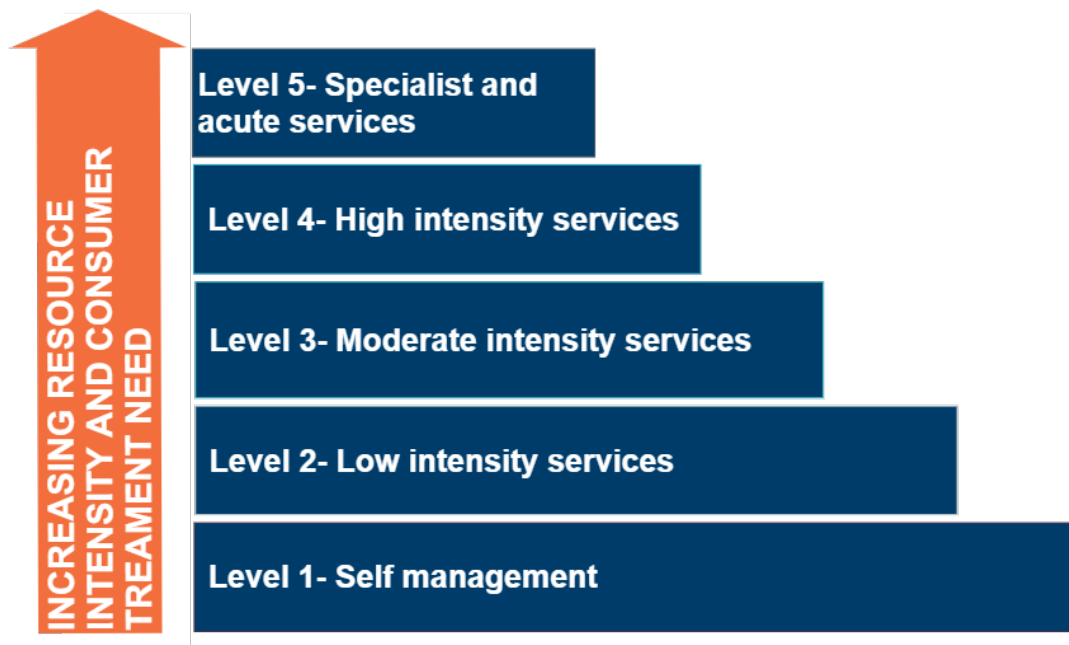 INCREASING RESOURCE
INTENSITY AND CONSUMER
TREAMENT NEED
Level 5- Specialist and
acute services
Level 4- High intensity services
Level 3- Moderate intensity services
Level 2- Low intensity services
Level 1- Self management